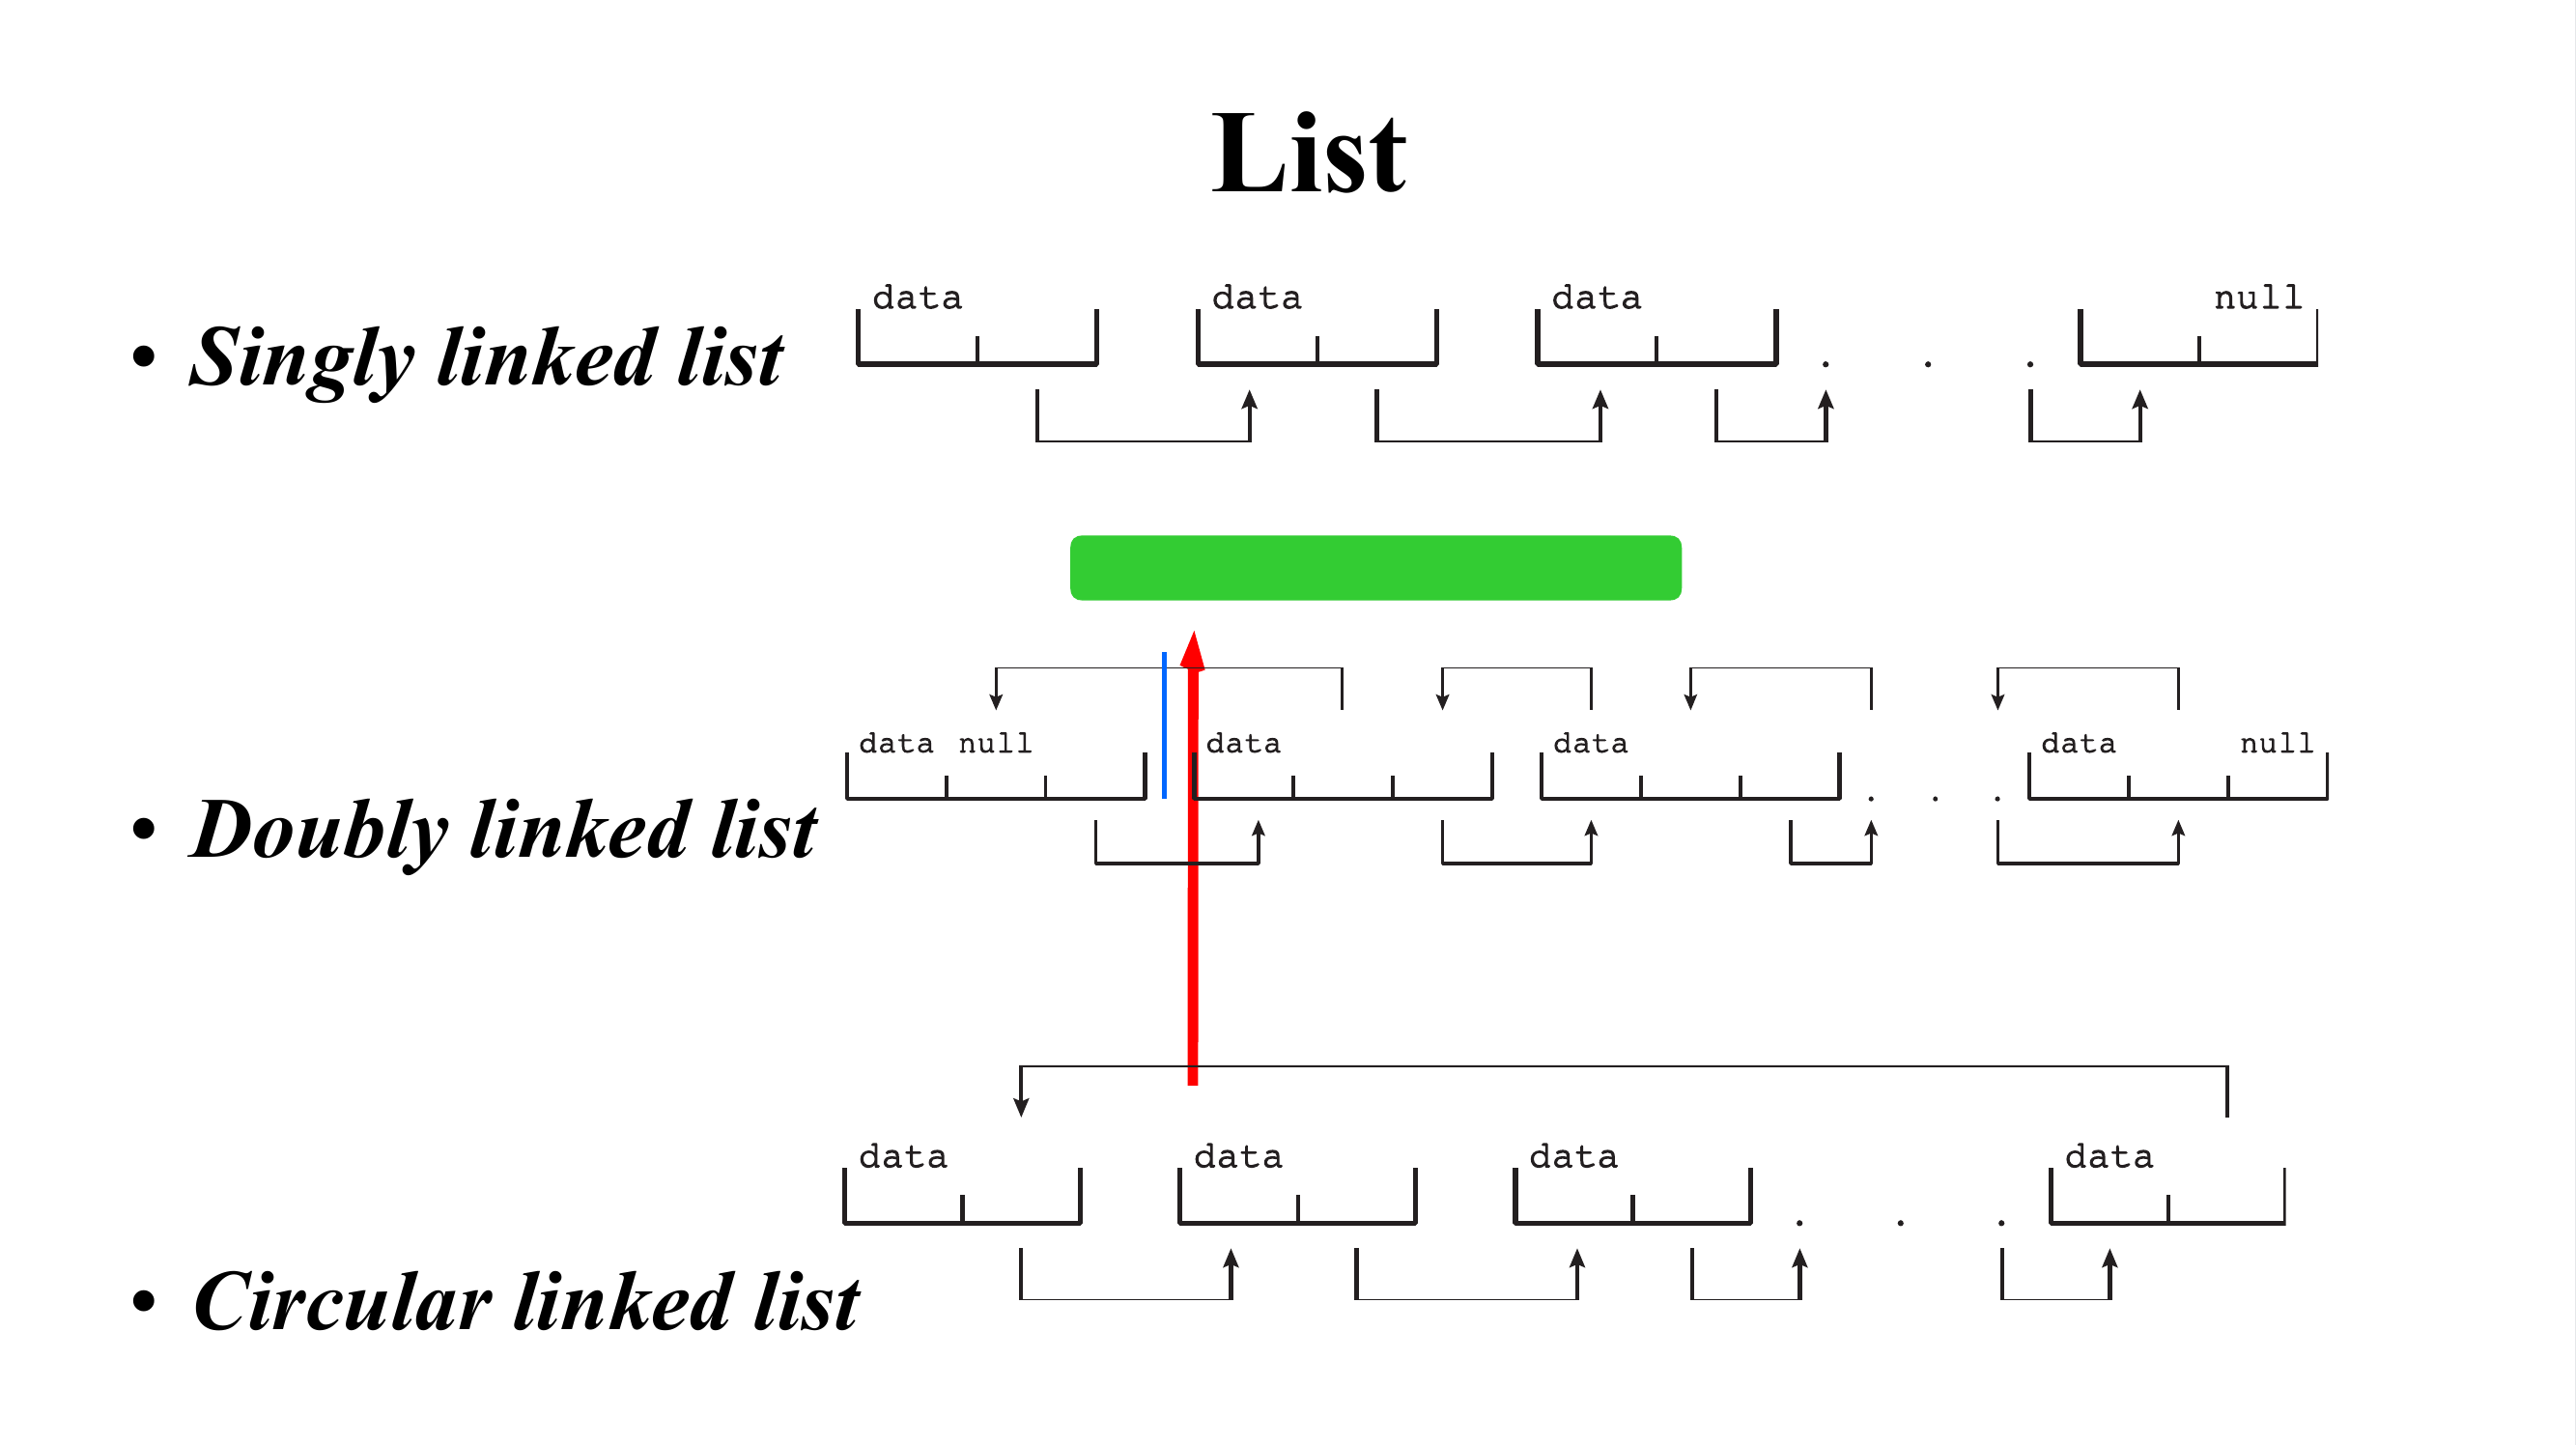 List
data data data null
• Singly linked list
. . .
data null data data data null
• Doubly linked list
. . .
data data data data
. . .
• Circular linked list